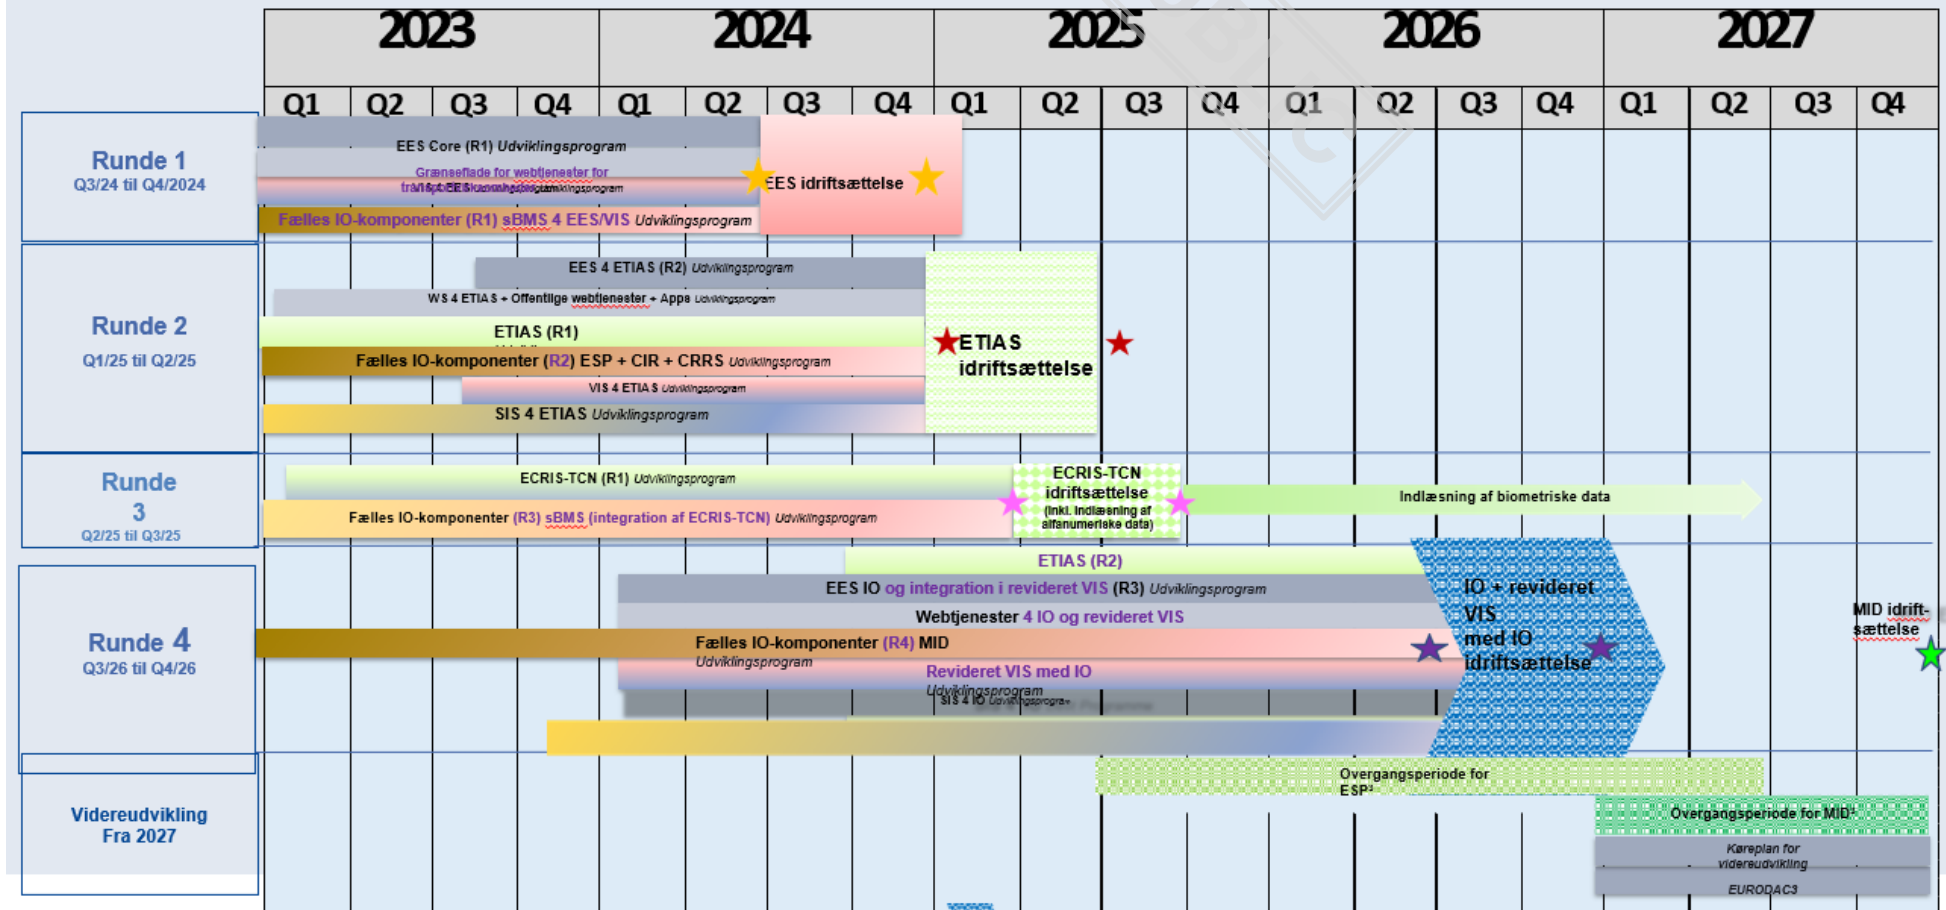 2023 2024 2025 2026 2027
Q1 Q2 Q3 Q4 Q1 Q2 Q3 Q4 Q1 Q2 Q3 Q4 Q1 Q2 Q3 Q4 Q1 Q2 Q3 Q4
Runde 1
Q3/24 til Q4/2024
EES Core (R1) Udviklingsprogram
Grænseflade for webtjenester for
VIS 4 EES
Fælles IO-komponenter (R1) sBMS 4 EES/VIS Udviklingsprogram
EES idriftsættelse
Runde 2
Q1/25 til Q2/25
EES 4 ETIAS (R2) Udviklingsprogram
WS 4 ETIAS + Offentlige webtjenester + Apps Udviklingsprogram
ETIAS (R1)
Fælles IO-komponenter (R2) ESP + CIR + CRRS Udviklingsprogram
VIS 4 ETIAS Udviklingsprogram
SIS 4 ETIAS Udviklingsprogram
ETIAS
idriftsættelse
Runde
3
Q2/25 til Q3/25
ECRIS-TCN (R1) Udviklingsprogram
Fælles IO-komponenter (R3) sBMS (integration af ECRIS-TCN) Udviklingsprogram
ECRIS-TCN
idriftsættelse
(inkl. indlæsning af
alfanumeriske data)
Indlæsning af biometriske data
Runde 4
Q3/26 til Q4/26
ETIAS (R2)
EES IO og integration i revideret VIS (R3) Udviklingsprogram
Webtjenester 4 IO og revideret VIS
Fælles IO-komponenter (R4) MID
Udviklingsprogram
Revideret VIS med IO
Udviklingsprogram
SIS 4 IO
IO + revideret
VIS
med IO
idriftsættelse
MID idrift-
sættelse
Videreudvikling
Fra 2027
Overgangsperiode for
ESP³
Overgangsperiode for MID²
Køreplan for
videreudvikling
EURODAC3